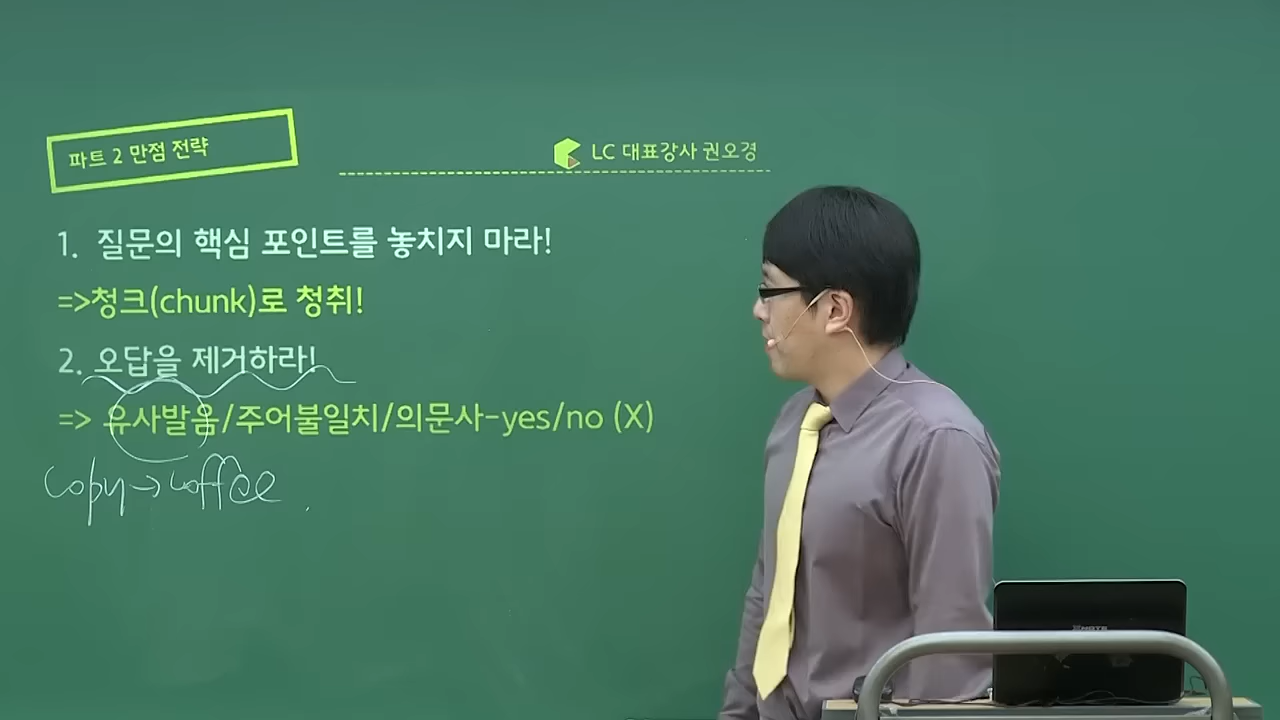 파트 2 만점 전략
LC 대표강사 권오경
1. 질문의 핵심 포인트를 놓치지 마라!
=>청크(chunk)로 청취!
2. 오답을 제거하라!
=> 유사발음/주어불일치/의문사-yes/no (X)
copy→coffee